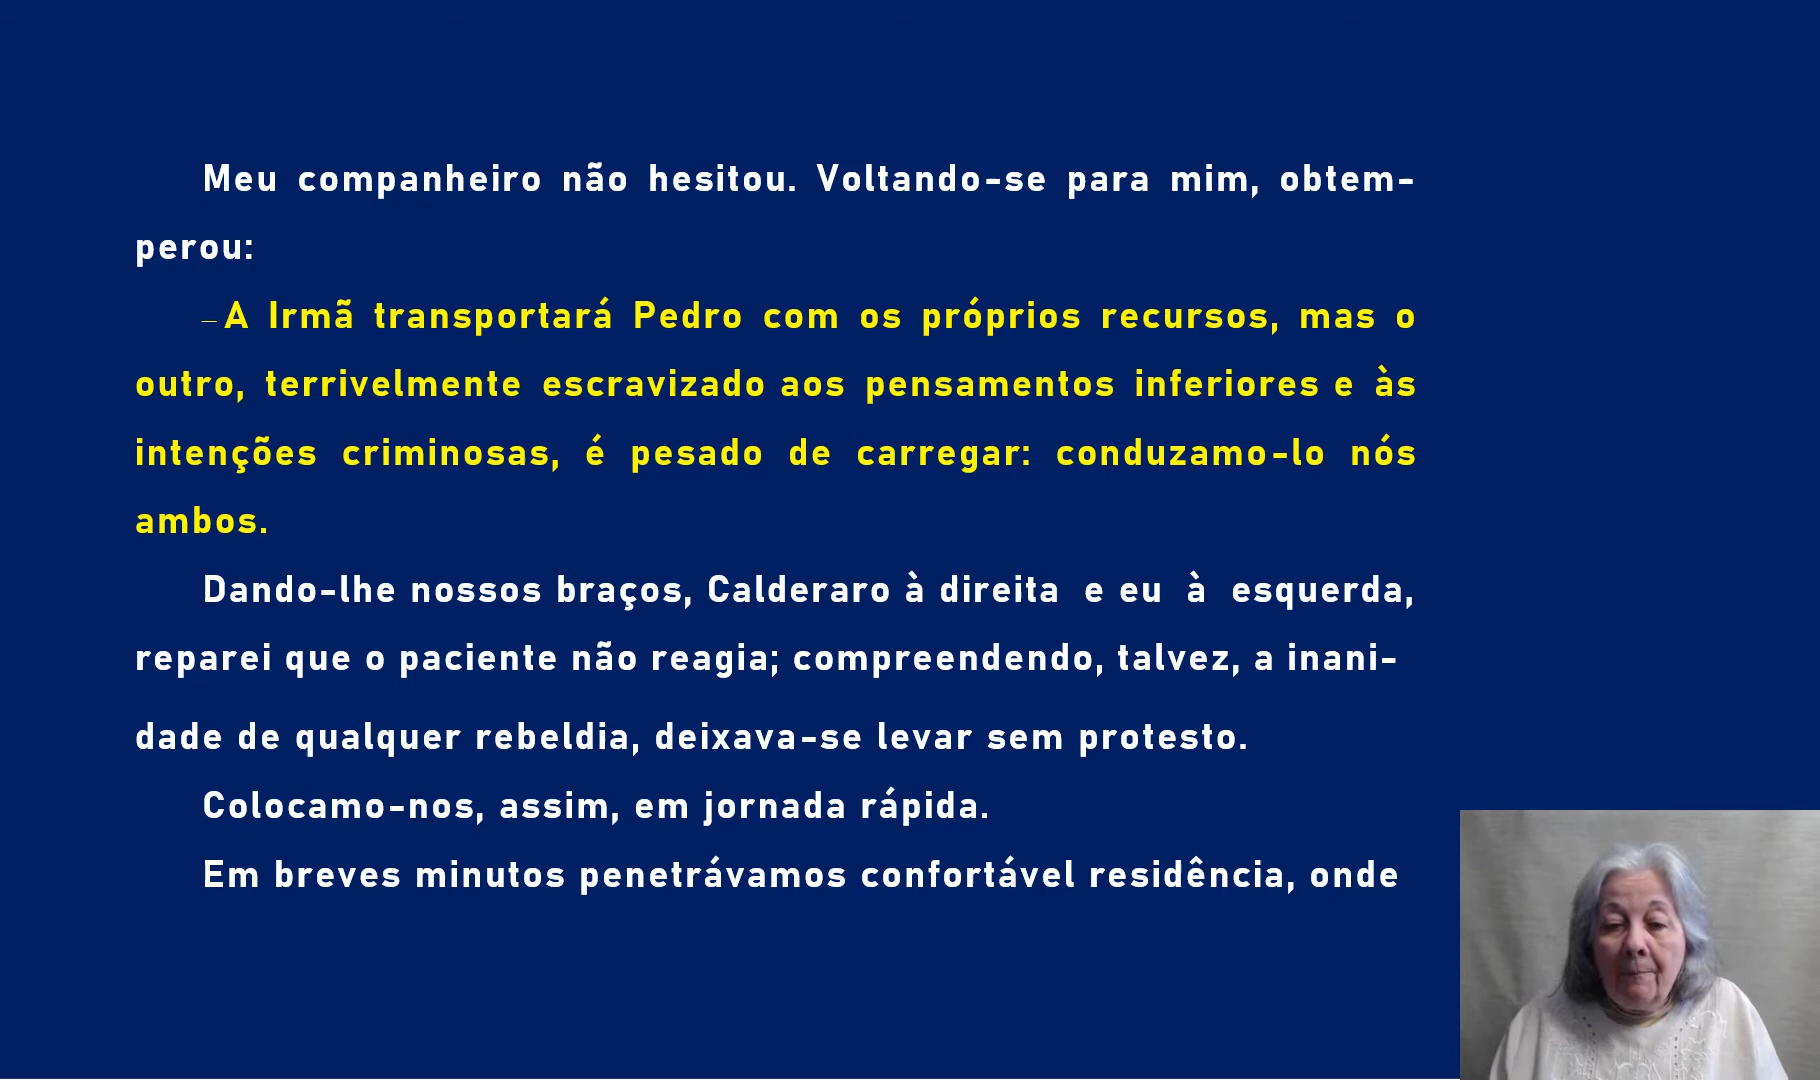 Meu companheiro não hesitou. Voltando-se para mim, obtem-
perou:
– A Irmã transportará Pedro com os próprios recursos, mas o
outro, terrivelmente escravizado aos pensamentos inferiores e às
intenções criminosas, é pesado de carregar: conduzamo-lo nós
ambos.
Dando-lhe nossos braços, Calderaro à direita e eu à esquerda,
reparei que o paciente não reagia; compreendendo, talvez, a inani-
dade de qualquer rebeldia, deixava-se levar sem protesto.
Colocamo-nos, assim, em jornada rápida.
Em breves minutos penetrávamos confortável residência, onde